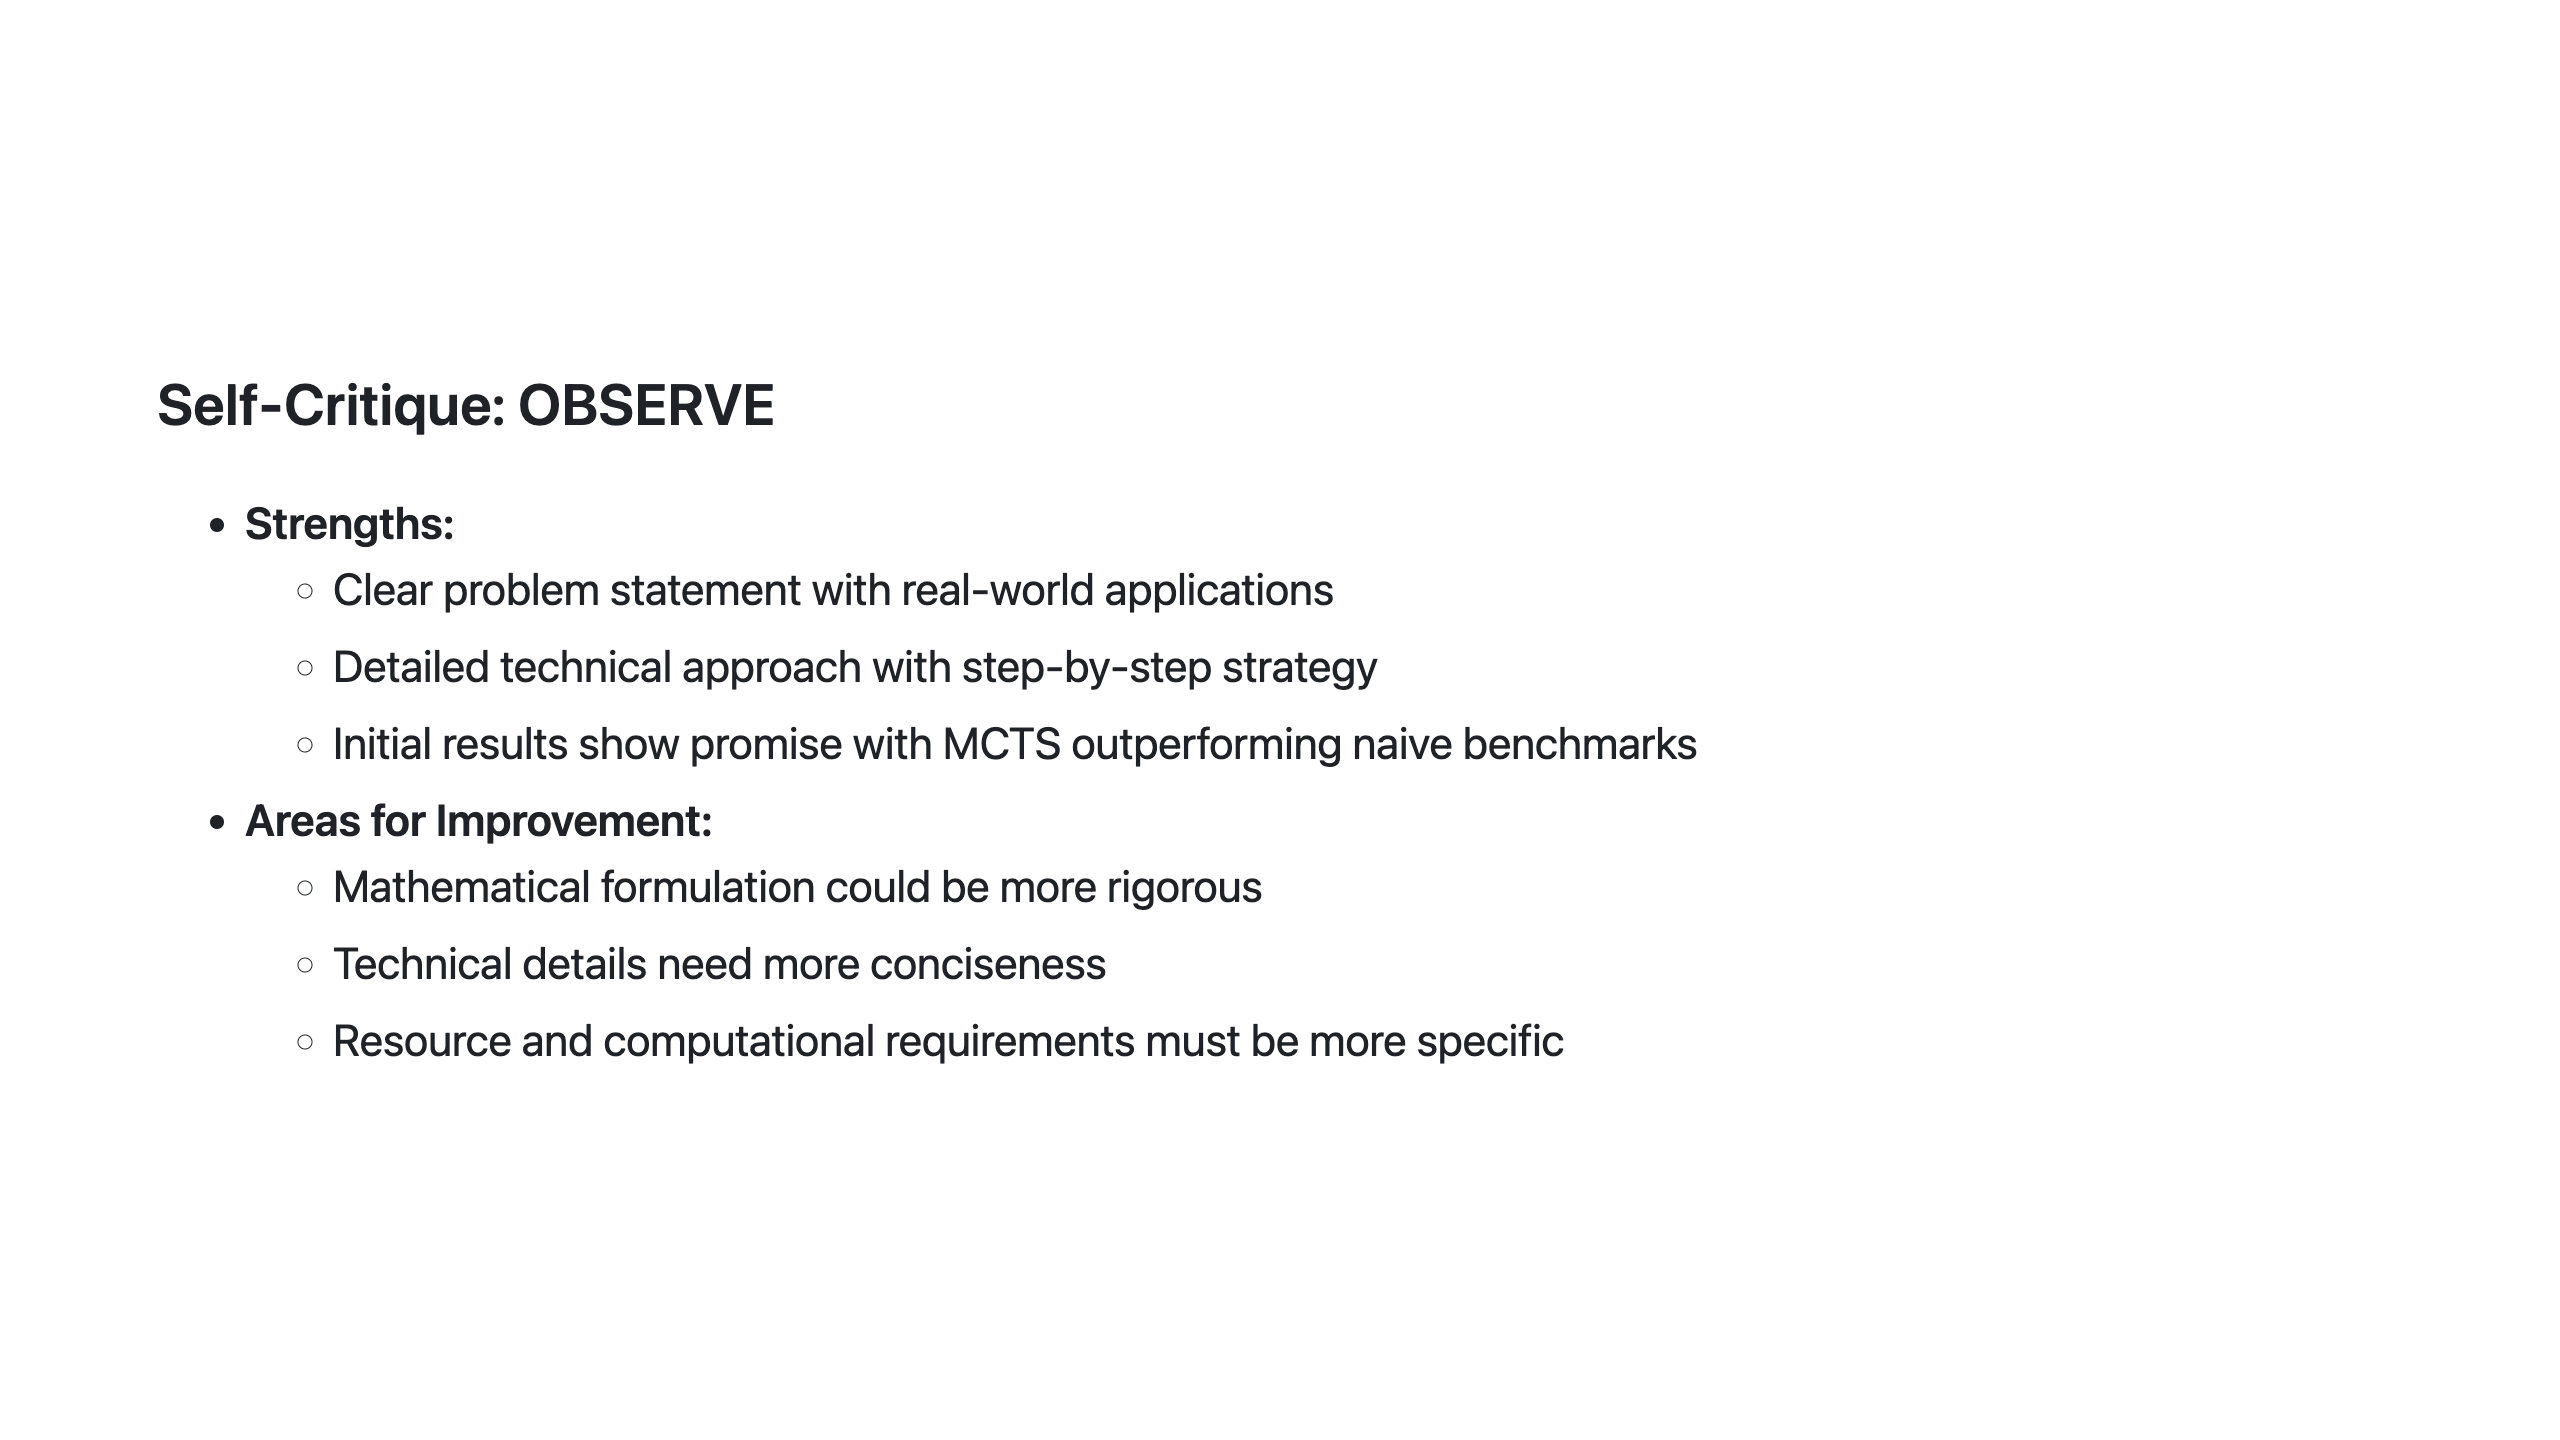 Self-Critique: OBSERVE
• Strengths:
○ Clear problem statement with real-world applications
○ Detailed technical approach with step-by-step strategy
○ Initial results show promise with MCTS outperforming naive benchmarks
• Areas for Improvement:
○ Mathematical formulation could be more rigorous
○ Technical details need more conciseness
○ Resource and computational requirements must be more specific